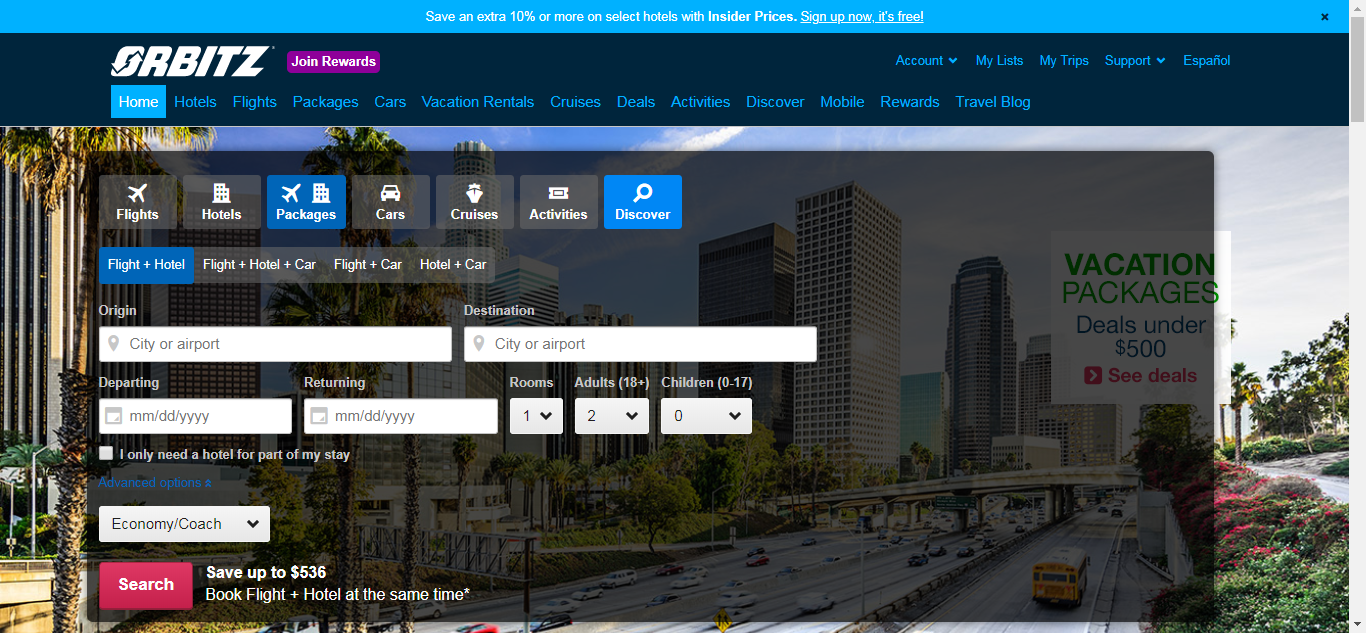 Save an extra 10% or more on select hotels with Insider Prices. Sign up now, it's free! ×
ORBITZ Join Rewards
Account My Lists My Trips Support Español
Home Hotels Flights Packages Cars Vacation Rentals Cruises Deals Activities Discover Mobile Rewards Travel Blog
Flights Hotels Packages Cars Cruises Activities Discover
Flight + Hotel Flight + Hotel + Car Flight + Car Hotel + Car
Origin Destination
City or airport City or airport
Departing Returning Rooms Adults (18+) Children (0-17)
mm/dd/yyyy mm/dd/yyyy 1 2 0
I only need a hotel for part of my stay
Advanced options
Economy/Coach
Search
Save up to $536
Book Flight + Hotel at the same time*
VACATION
PACKAGES
Deals under
$500
See deals